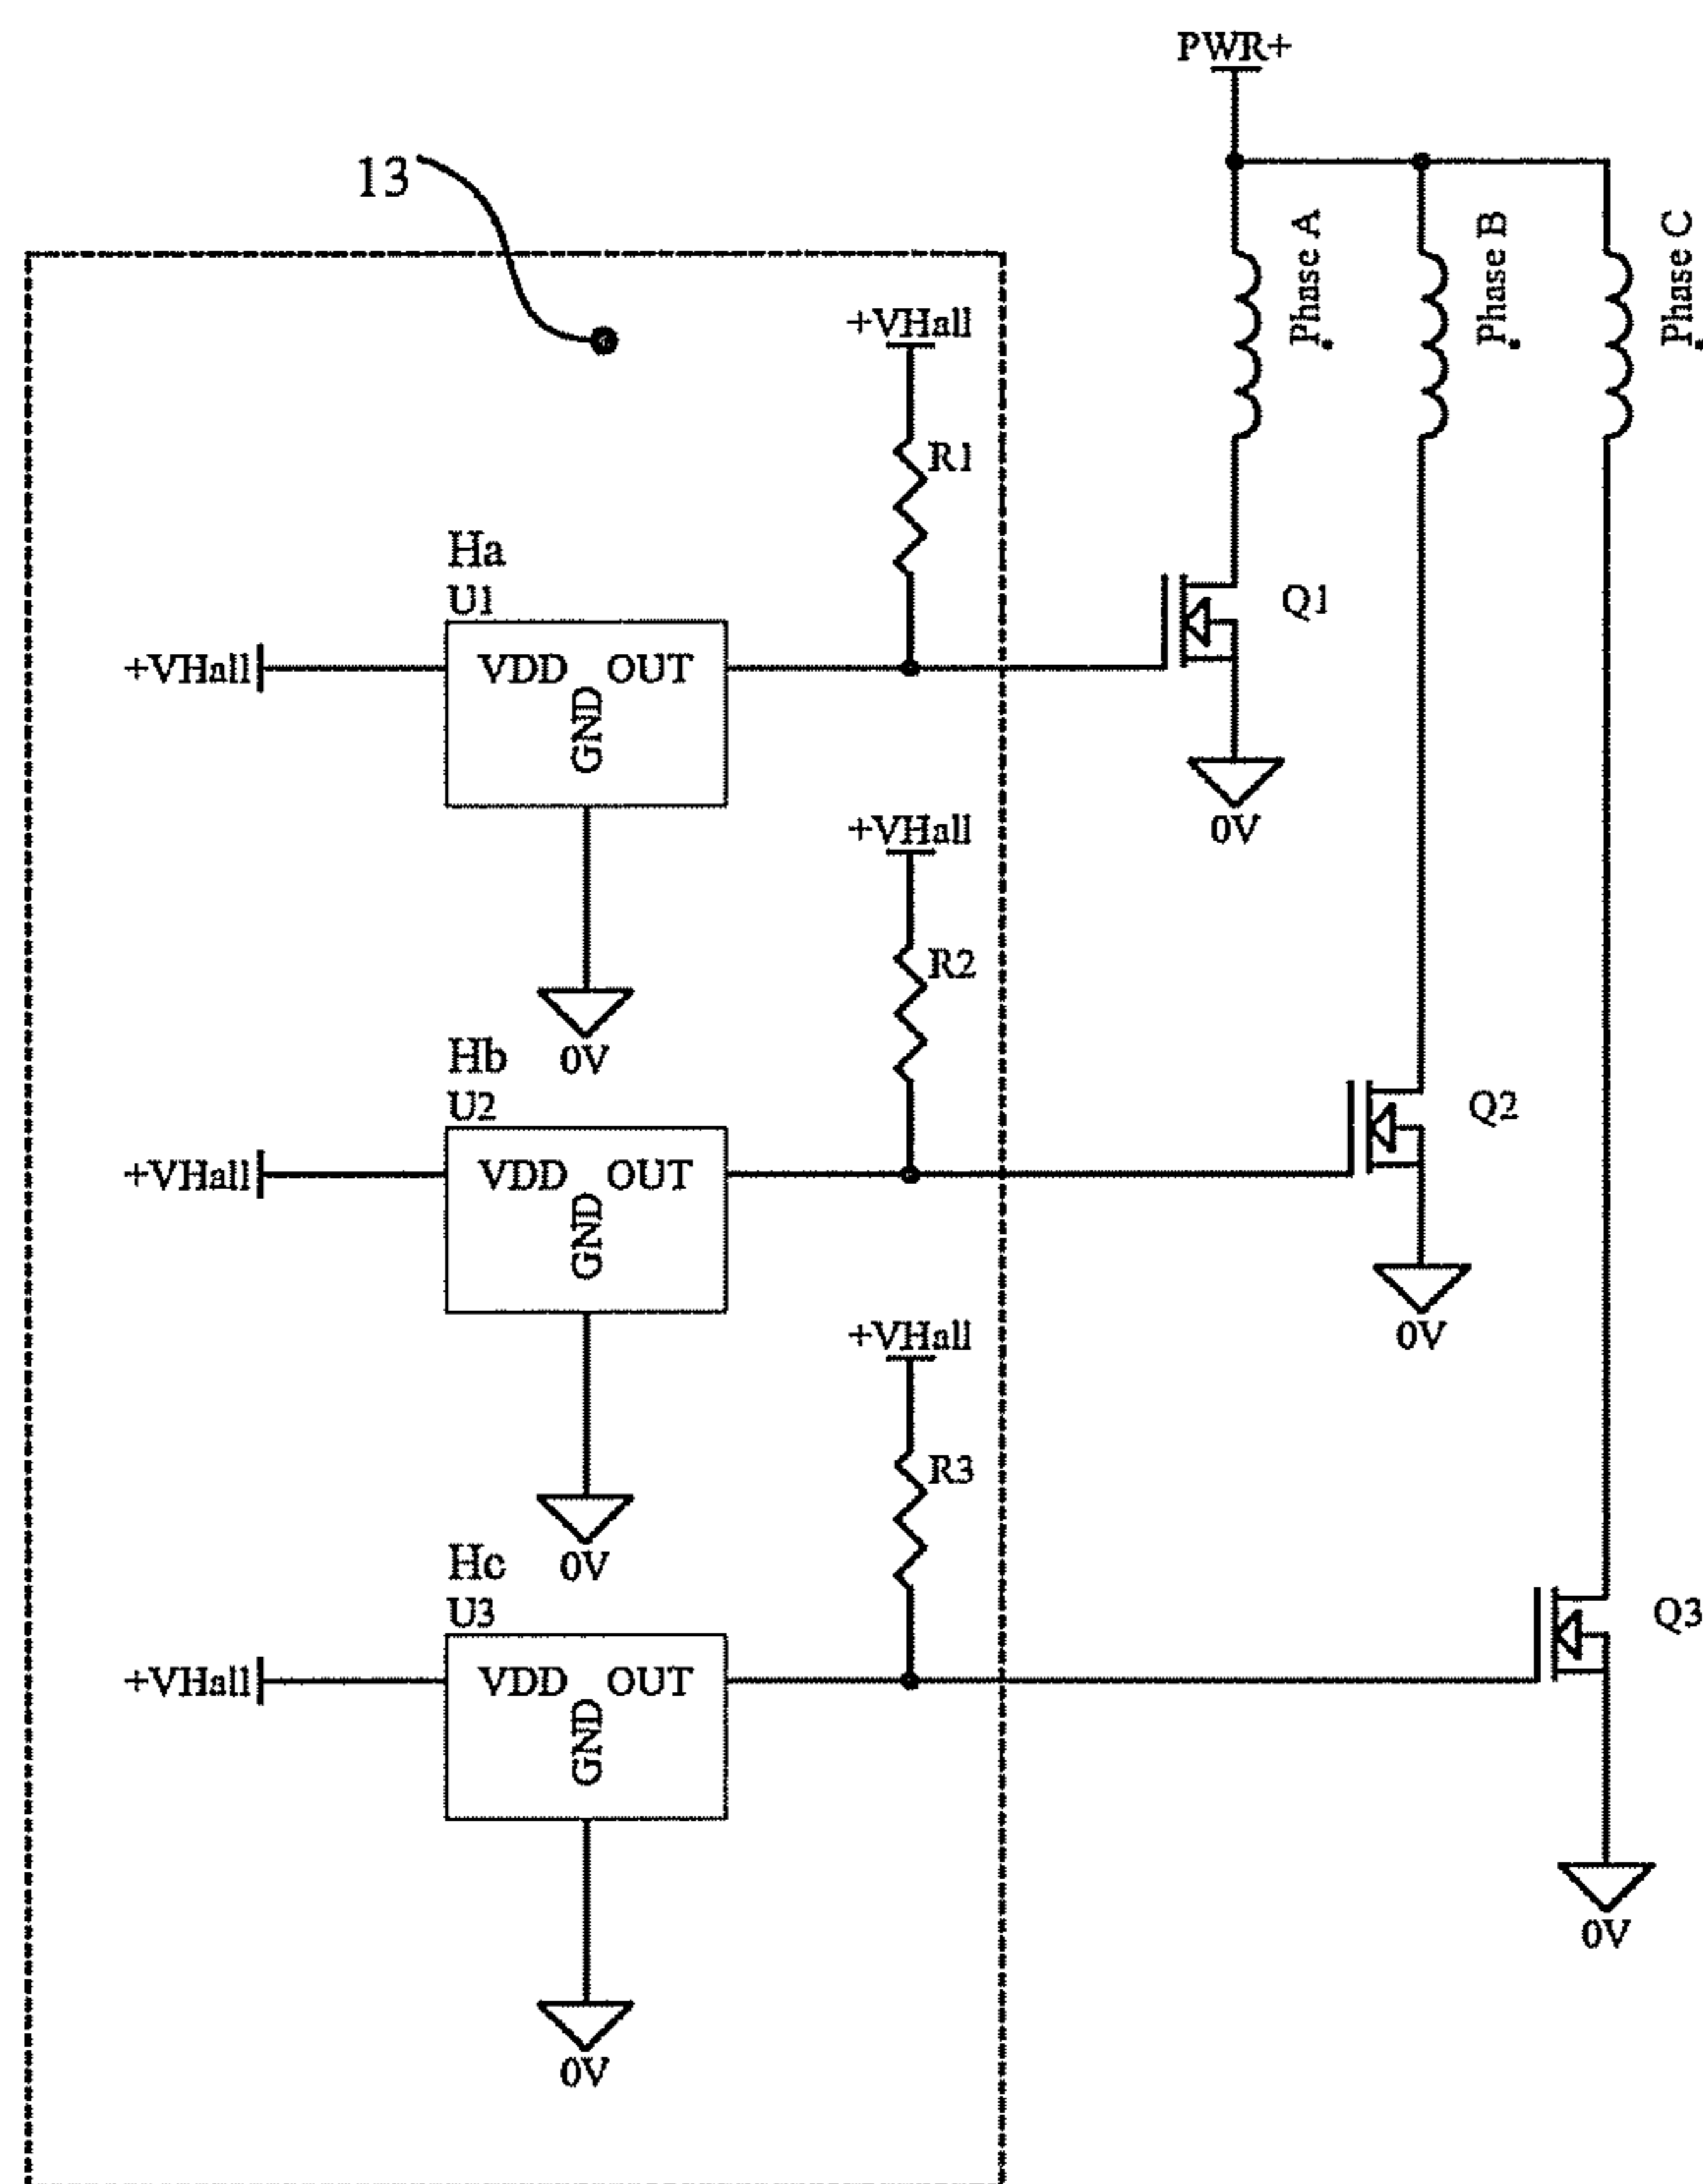 PWR+
13
Phase A
Phase B
Phase C
+VHall
R1
Ha
U1
Q1
+VHall
VDD
OUT
GND
0V
+VHall
R2
0V
Hb
U2
Q2
+VHall
VDD
OUT
GND
0V
+VHall
R3
0V
Hc
U3
Q3
+VHall
VDD
OUT
GND
0V
0V